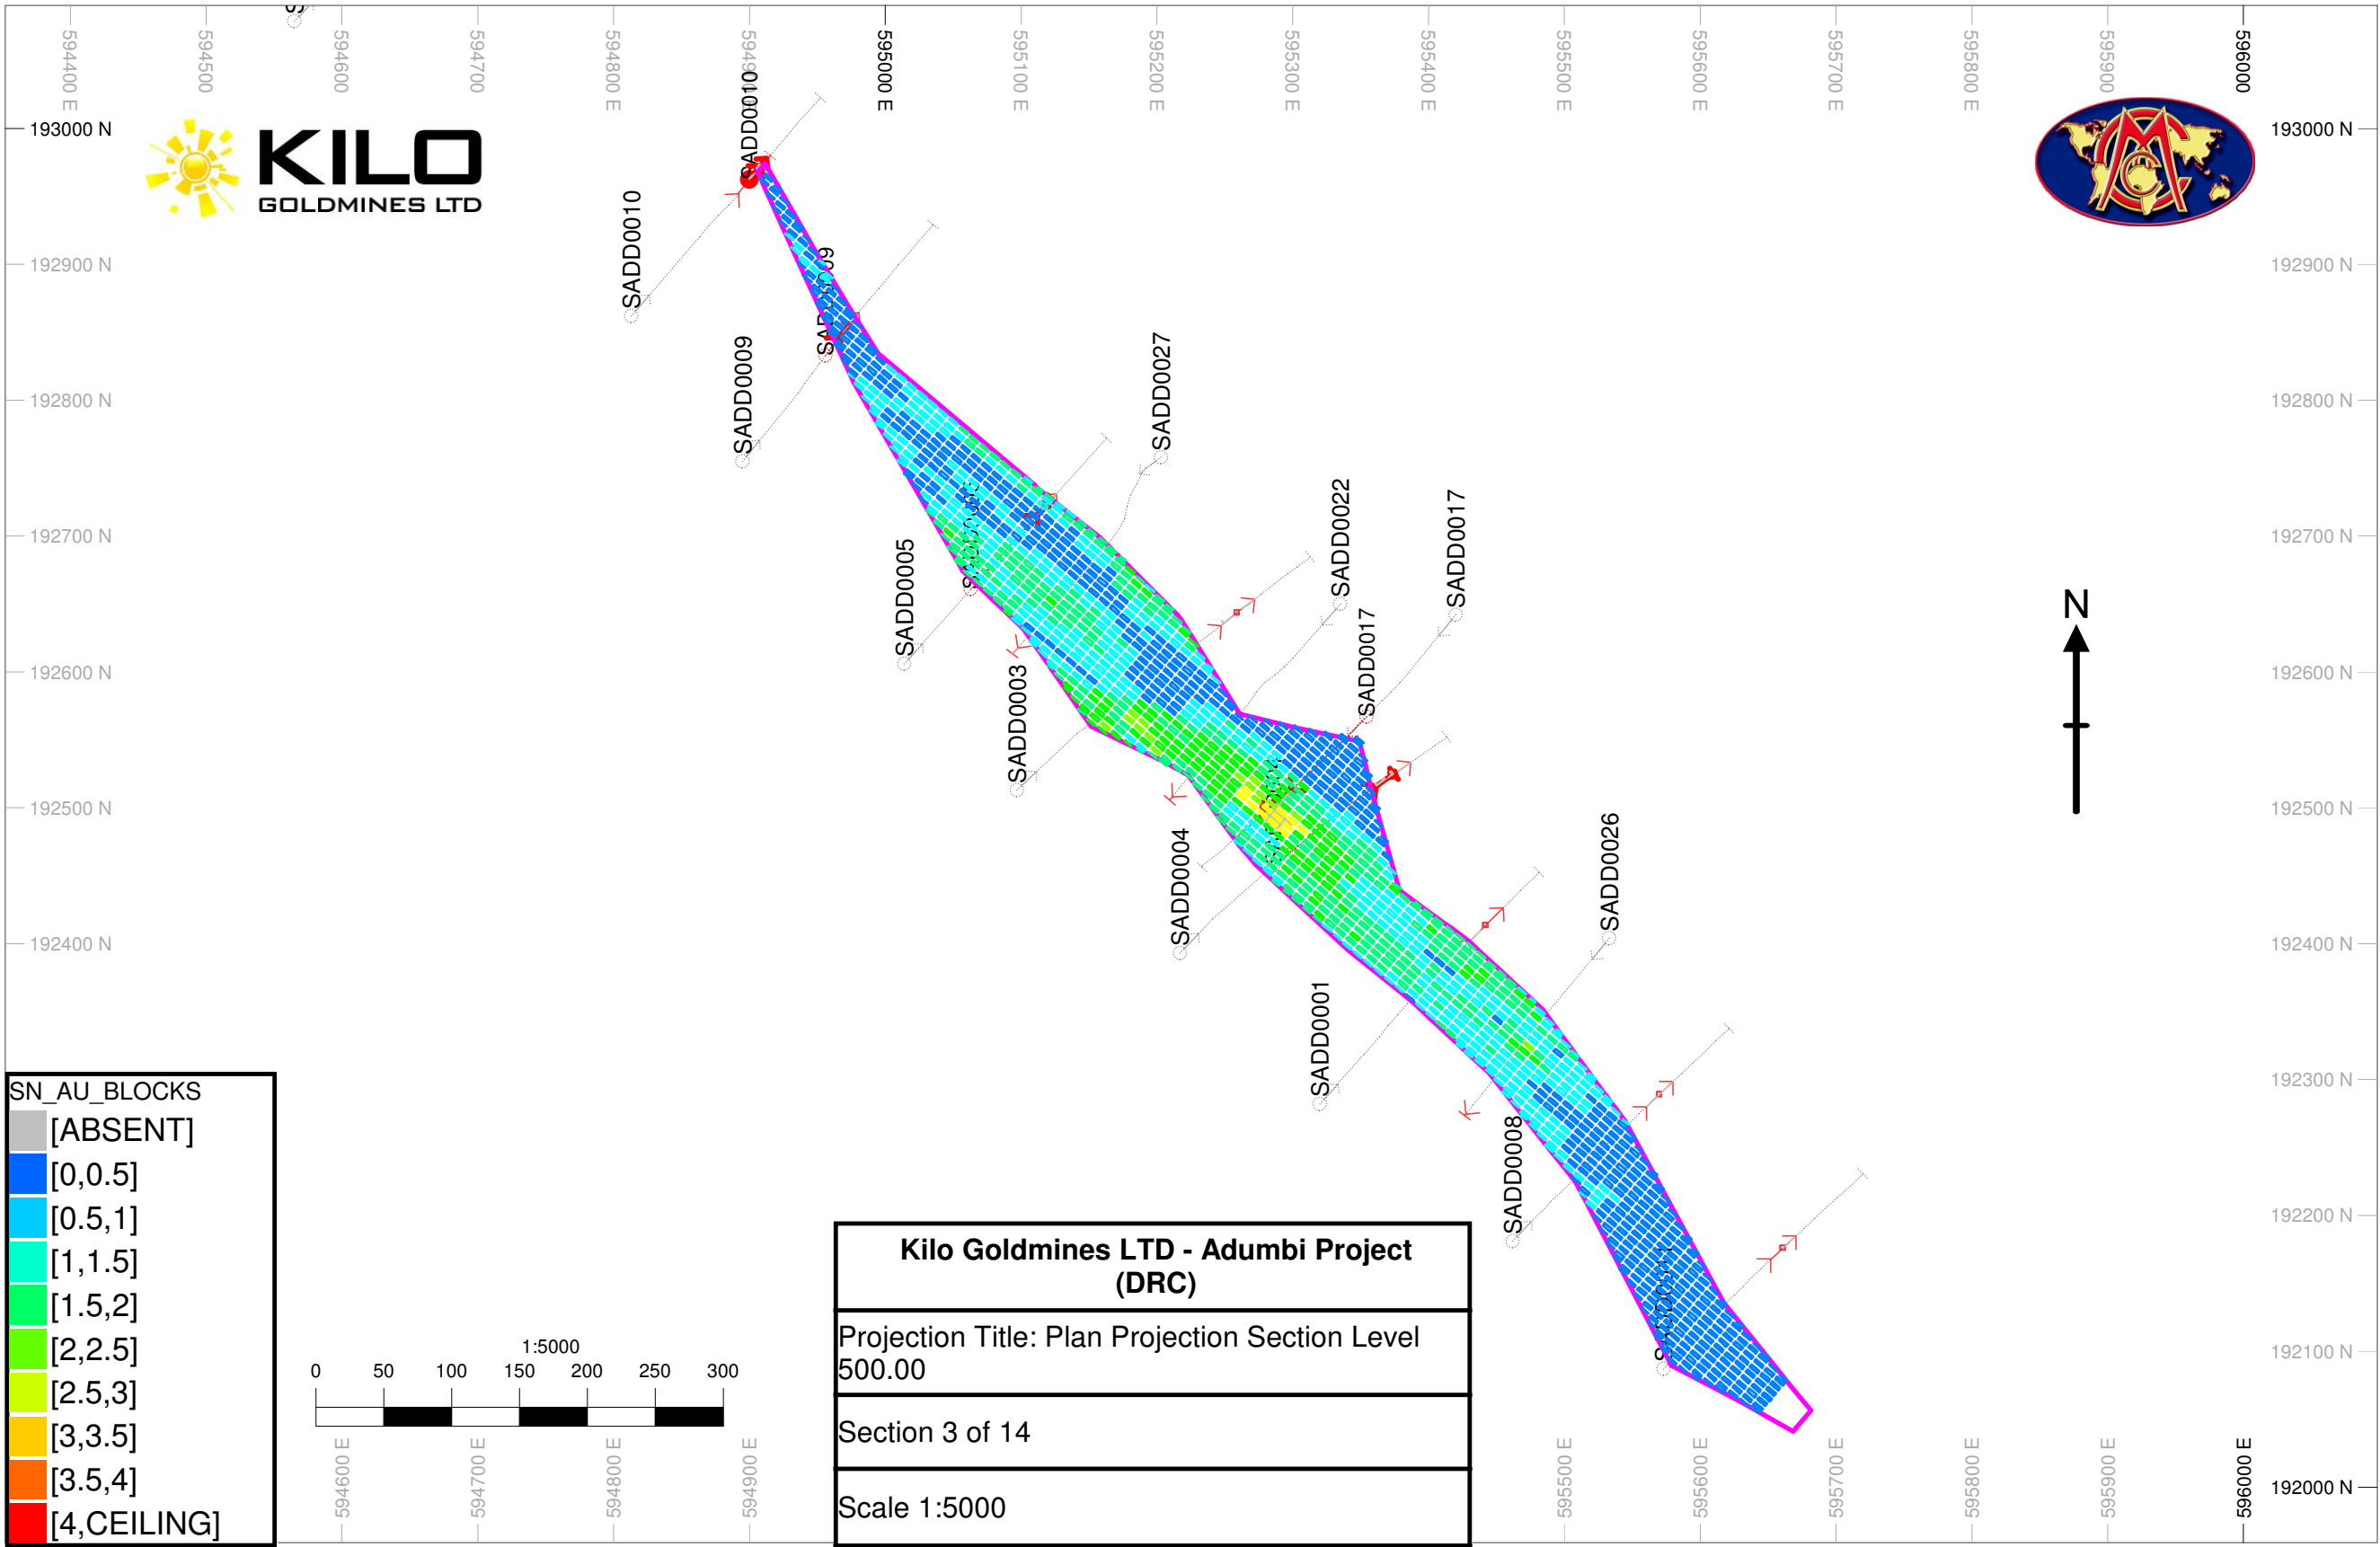 594400 E
594500
594600
594700
594800 E
595000 E
595100
595200 E
595300
595400 E
595500
595600 E
595700
595800 E
595900
596000
193000 N
193000 N
KILO
GOLDMINES LTD
MCA
SADD0010
SADD0010
192900 N
192900 N
SADD0009
192800 N
192800 N
SADD0027
SADD0022
SADD0017
192700 N
192700 N
SADD0005
N
SADD0017
192600 N
192600 N
SADD0003
192500 N
192500 N
SADD0004
SADD0026
192400 N
192400 N
SADD0001
192300 N
192300 N
SADD0008
192200 N
192200 N
192100 N
192100 N
192000 N
SN_AU_BLOCKS
[ABSENT]
[0,0.5]
[0.5,1]
[1,1.5]
[1.5,2]
[2,2.5]
[2.5,3]
[3,3.5]
[3.5,4]
[4,CEILING]
1:5000
0 50 100 150 200 250 300
Kilo Goldmines LTD - Adumbi Project
(DRC)
Projection Title: Plan Projection Section Level
500.00
Section 3 of 14
Scale 1:5000
594600 E
594700 E
594800 E
594900 E
595500 E
595600 E
595700 E
595800 E
595900 E
596000 E